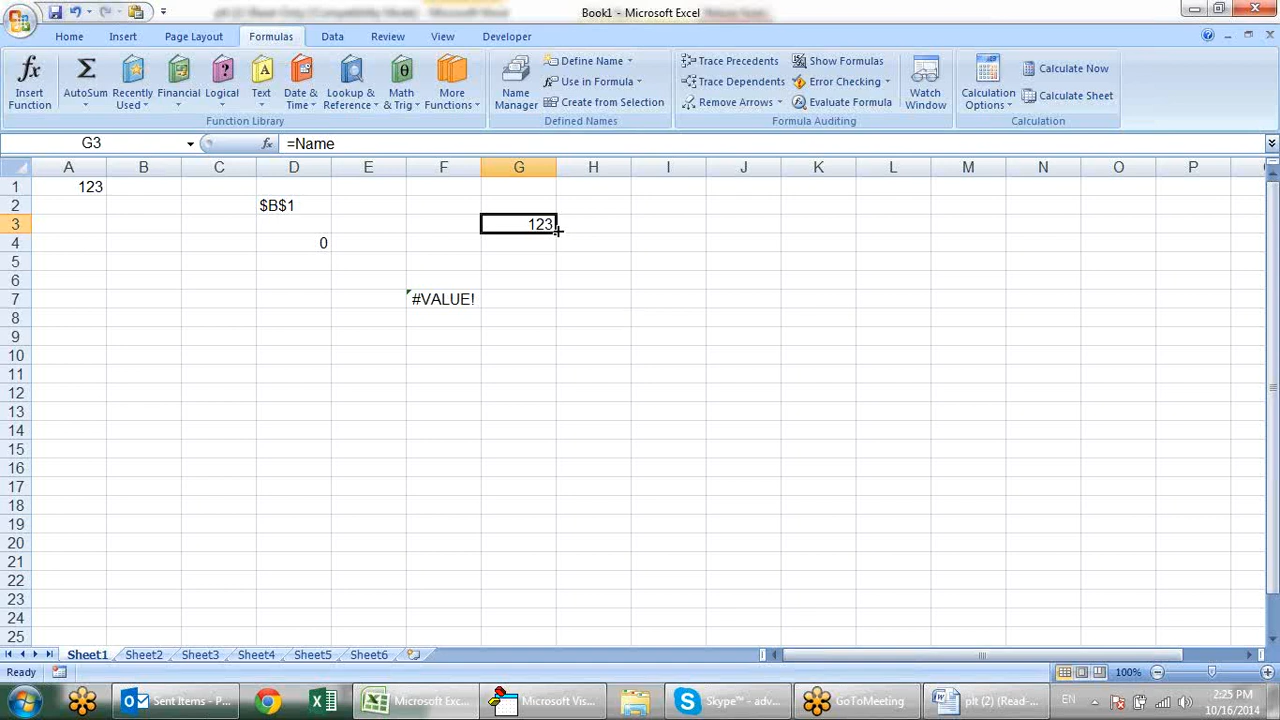 Book1 - Microsoft Excel
Home Insert Page Layout Formulas Data Review View Developer
Insert Function
AutoSum
Recently Used
Financial
Logical
Text
Date & Time
Lookup & Reference
Math & Trig
More Functions
Function Library
Name Manager
Define Name
Use in Formula
Create from Selection
Defined Names
Trace Precedents
Trace Dependents
Remove Arrows
Show Formulas
Error Checking
Evaluate Formula
Watch Window
Formula Auditing
Calculation Options
Calculate Now
Calculate Sheet
Calculation
G3 fx =Name
A B C D E F G H I J K L M N O P
1 123
2 $B$1
3 123
4 0
5
6
7 #VALUE!
8
9
10
11
12
13
14
15
16
17
18
19
20
21
22
23
24
25
Sheet1 Sheet2 Sheet3 Sheet4 Sheet5 Sheet6
Ready 100%
Sent Items - P... Microsoft Exc... Microsoft Vis... Skype™ - adv... GoToMeeting plt (2) (Read-... EN 2:25 PM
10/16/2014